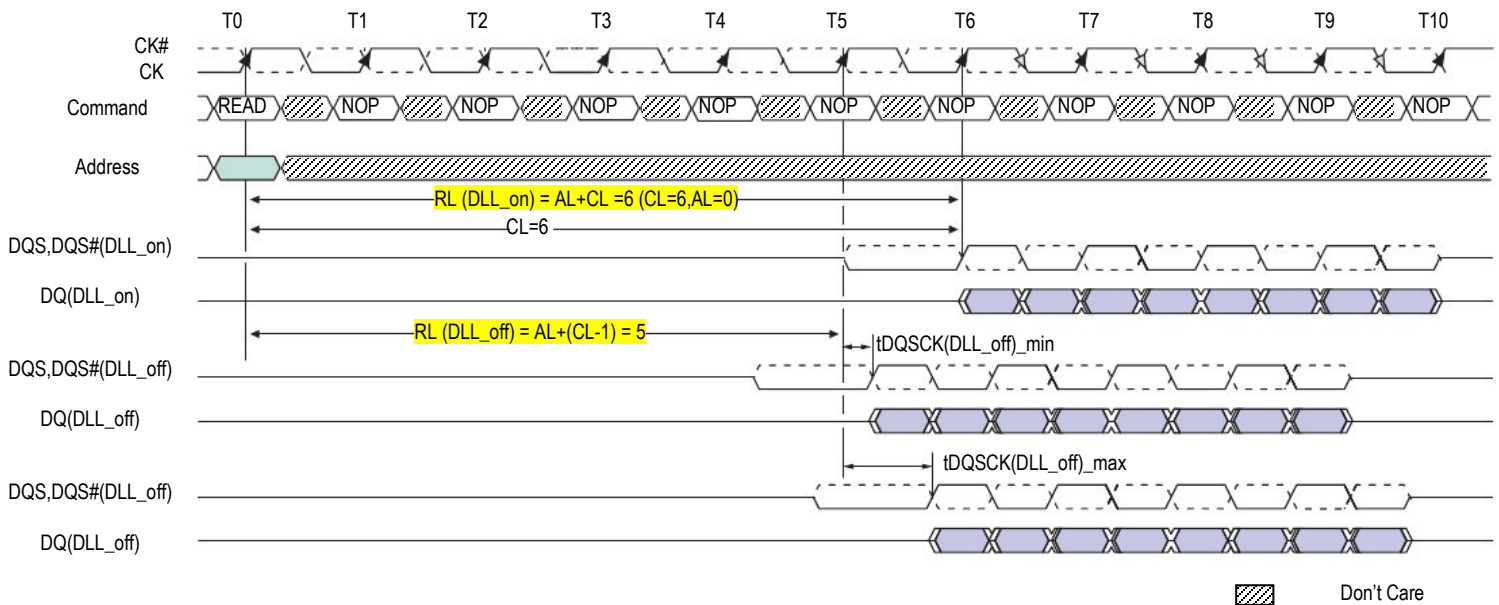 T0 T1 T2 T3 T4 T5 T6 T7 T8 T9 T10
CK#
CK
Command READ NOP NOP NOP NOP NOP NOP NOP NOP NOP NOP
Address
RL (DLL_on) = AL+CL =6 (CL=6,AL=0)
CL=6
DQS,DQS#(DLL_on)
DQ(DLL_on)
RL (DLL_off) = AL+(CL-1) = 5
tDQSCK(DLL_off)_min
DQS,DQS#(DLL_off)
DQ(DLL_off)
tDQSCK(DLL_off)_max
DQS,DQS#(DLL_off)
DQ(DLL_off)
Don't Care